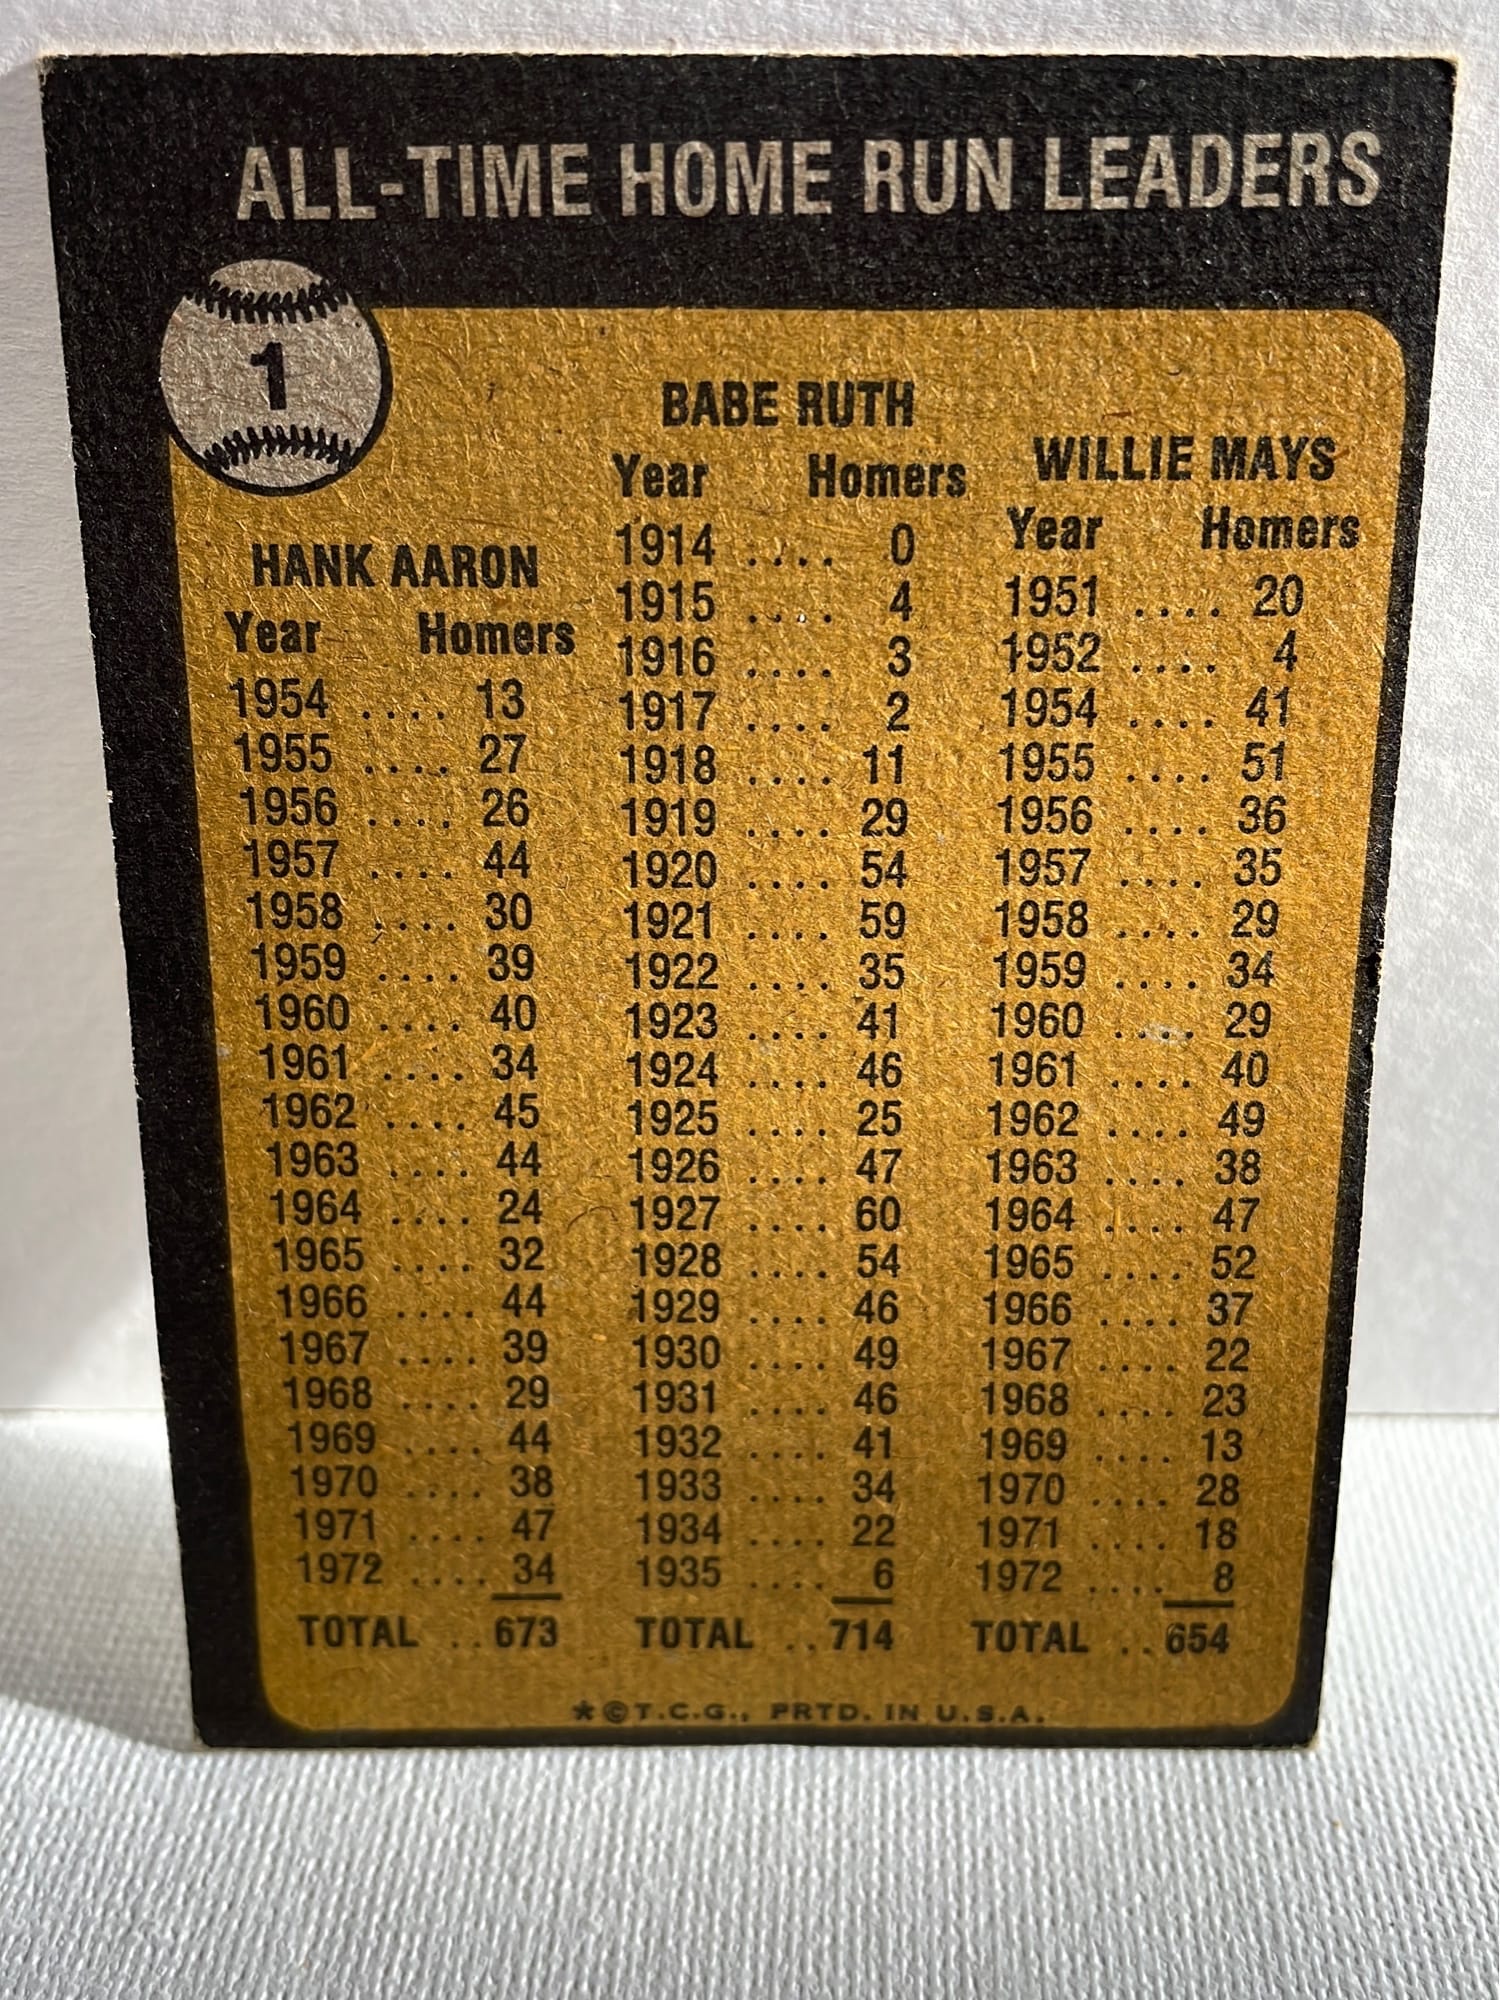 ALL-TIME HOME RUN LEADERS
1
HANK AARON
Year Homers
1954 .... 13
1955 .... 27
1956 .... 26
1957 .... 44
1958 .... 30
1959 .... 39
1960 .... 40
1961 .... 34
1962 .... 45
1963 .... 44
1964 .... 24
1965 .... 32
1966 .... 44
1967 .... 39
1968 .... 29
1969 .... 44
1970 .... 38
1971 .... 47
1972 .... 34
TOTAL .. 673
BABE RUTH
Year Homers
1914 .... 0
1915 .... 4
1916 .... 3
1917 .... 2
1918 .... 11
1919 .... 29
1920 .... 54
1921 .... 59
1922 .... 35
1923 .... 41
1924 .... 46
1925 .... 25
1926 .... 47
1927 .... 60
1928 .... 54
1929 .... 46
1930 .... 49
1931 .... 46
1932 .... 41
1933 .... 34
1934 .... 22
1935 .... 6
TOTAL .. 714
WILLIE MAYS
Year Homers
1951 .... 20
1952 .... 4
1954 .... 41
1955 .... 51
1956 .... 36
1957 .... 35
1958 .... 29
1959 .... 34
1960 .... 29
1961 .... 40
1962 .... 49
1963 .... 38
1964 .... 47
1965 .... 52
1966 .... 37
1967 .... 22
1968 .... 23
1969 .... 13
1970 .... 28
1971 .... 18
1972 .... 8
TOTAL .. 654
★©T.C.G., PRTD. IN U.S.A.